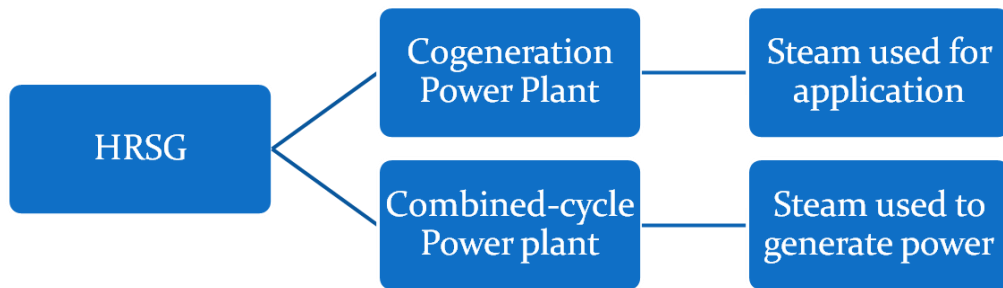 HRSG
Cogeneration
Power Plant
Steam used for
application
Combined-cycle
Power plant
Steam used to
generate power